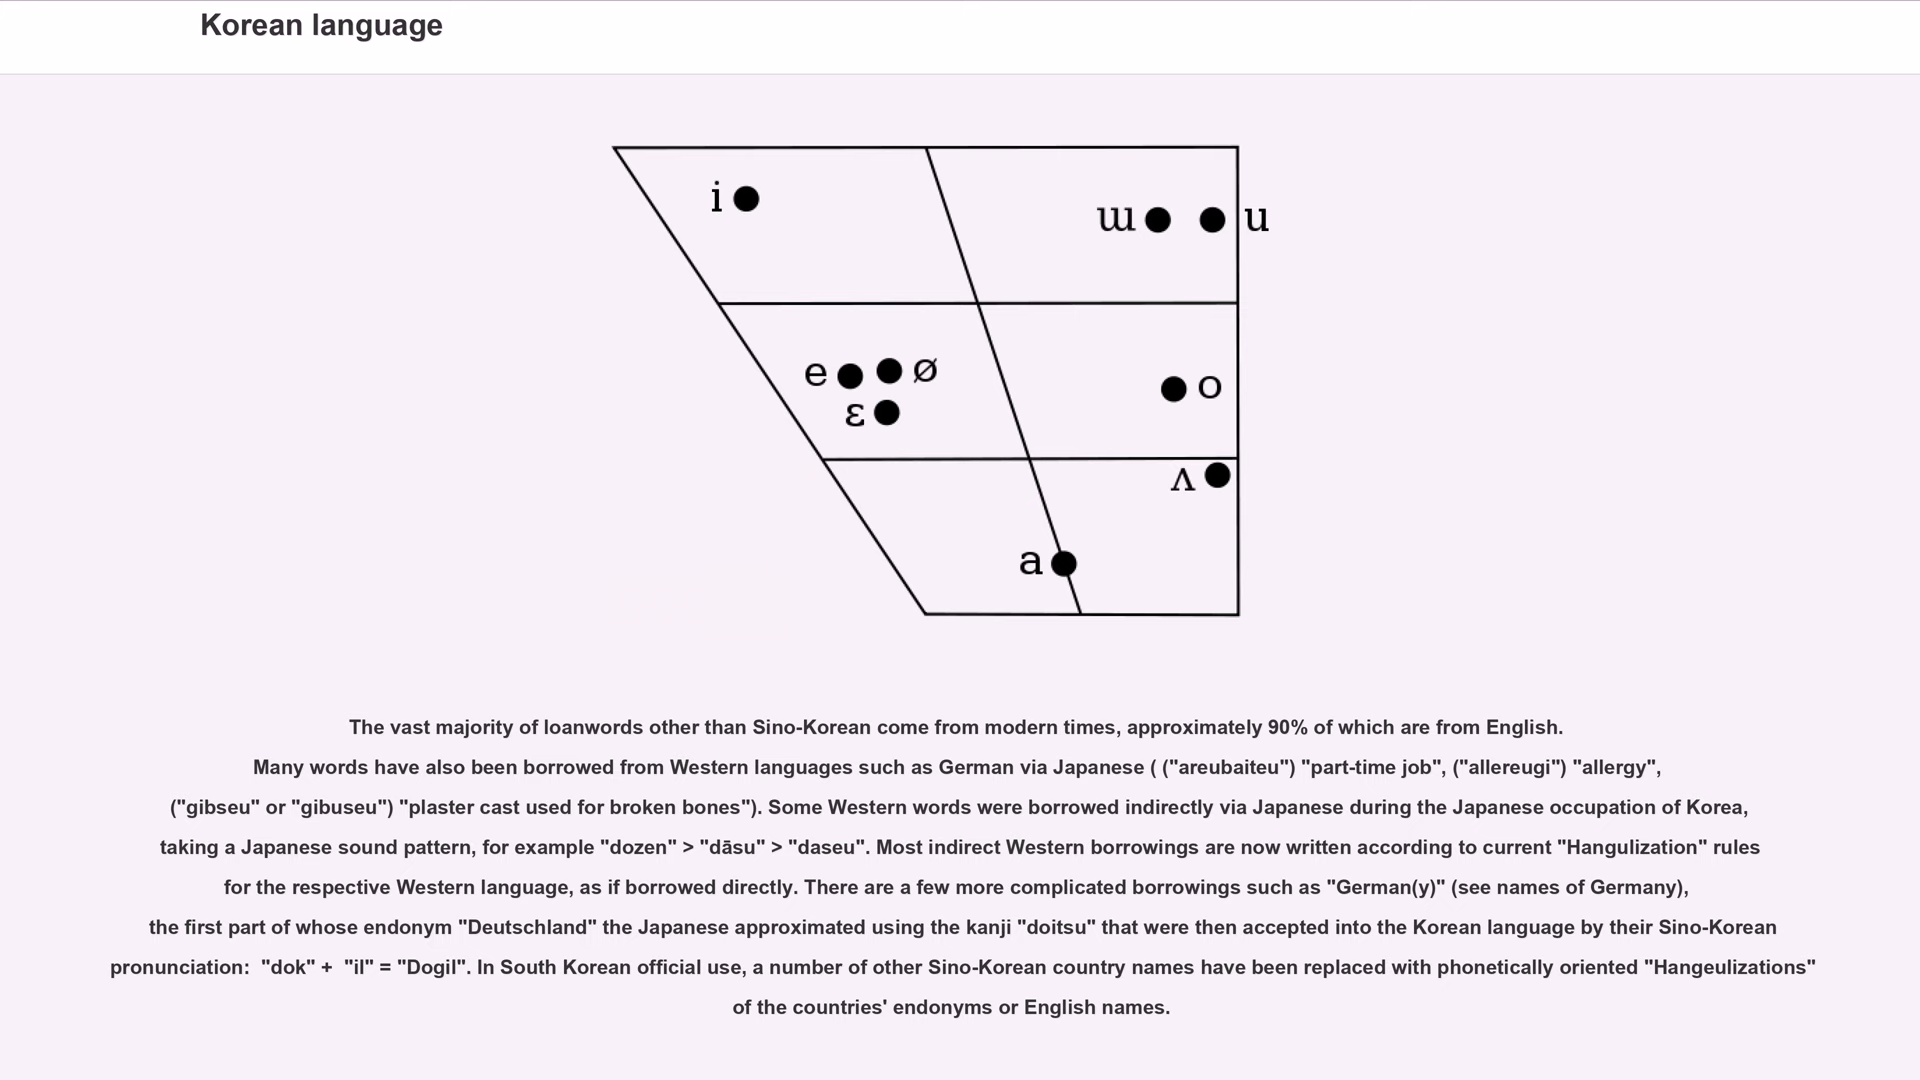 Korean language
i
ɯ u
e ø
ɛ
o
ʌ
a
The vast majority of loanwords other than Sino-Korean come from modern times, approximately 90% of which are from English.
Many words have also been borrowed from Western languages such as German via Japanese ( ("areubaiteu") "part-time job", ("allereugi") "allergy",
("gibseu" or "gibuseu") "plaster cast used for broken bones"). Some Western words were borrowed indirectly via Japanese during the Japanese occupation of Korea,
taking a Japanese sound pattern, for example "dozen" > "dāsu" > "daseu". Most indirect Western borrowings are now written according to current "Hangulization" rules
for the respective Western language, as if borrowed directly. There are a few more complicated borrowings such as "German(y)" (see names of Germany),
the first part of whose endonym "Deutschland" the Japanese approximated using the kanji "doitsu" that were then accepted into the Korean language by their Sino-Korean
pronunciation:  "dok" +  "il" = "Dogil". In South Korean official use, a number of other Sino-Korean country names have been replaced with phonetically oriented "Hangeulizations"
of the countries' endonyms or English names.